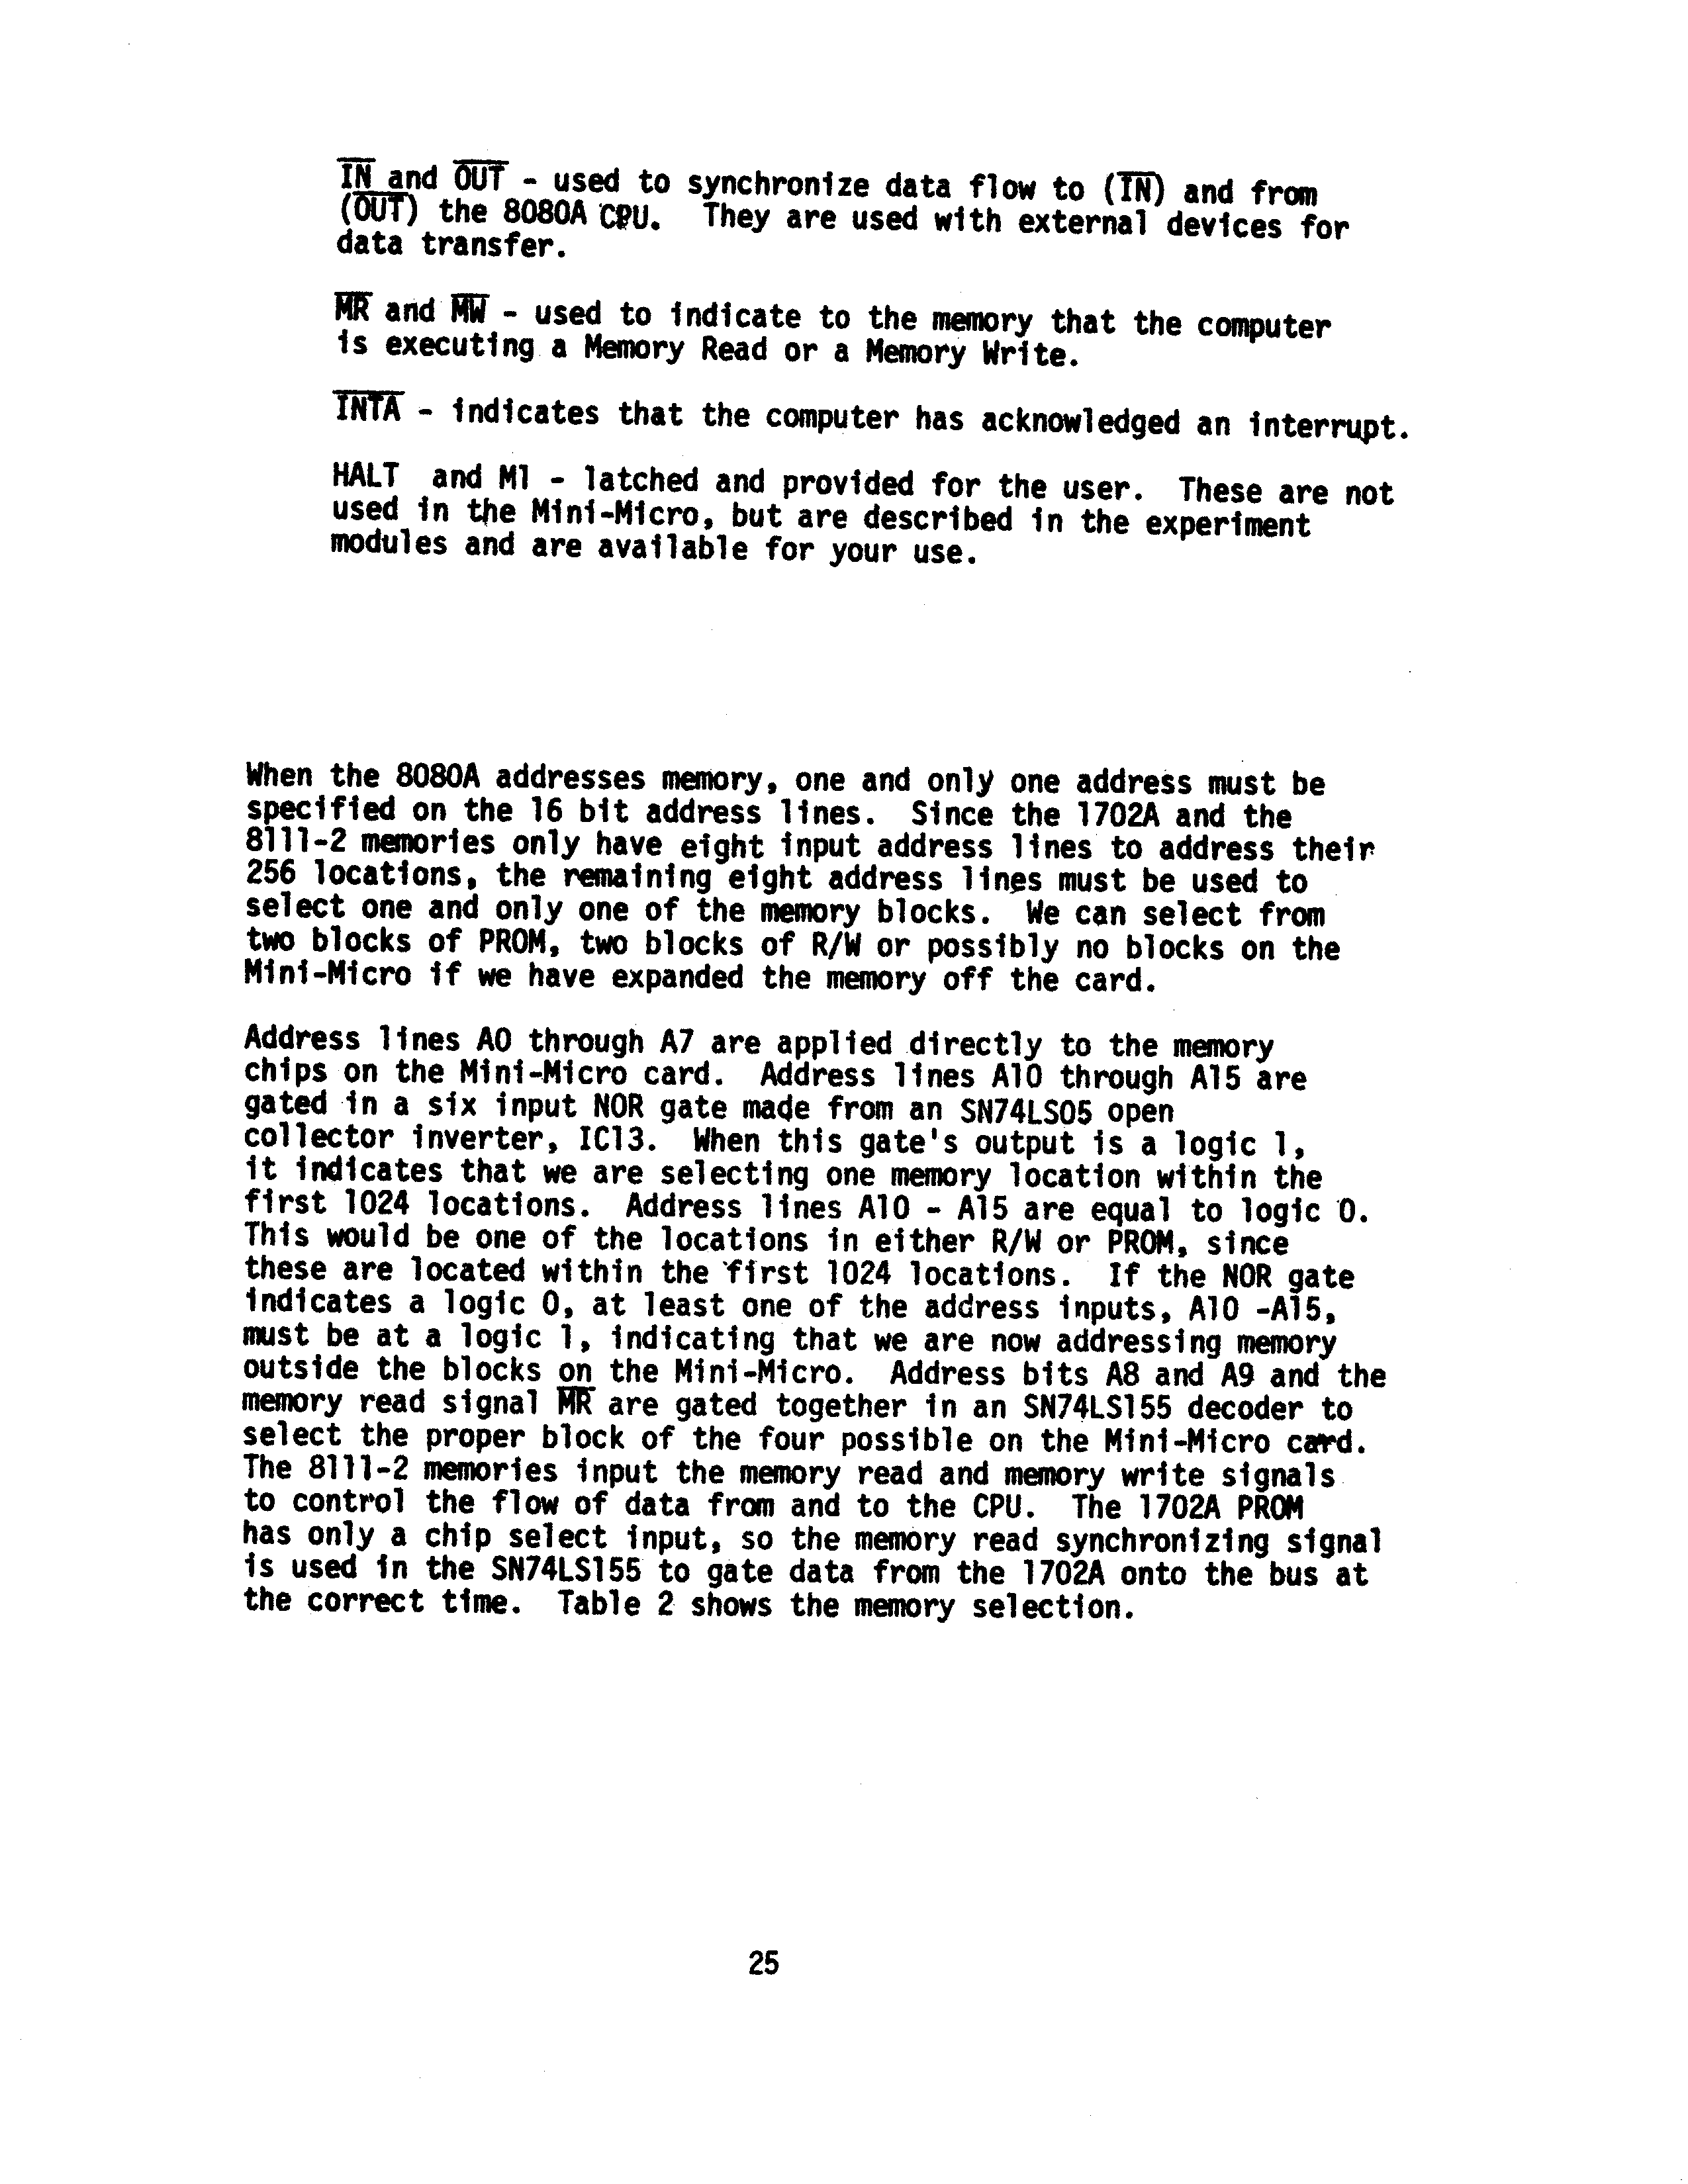 I̅N̅ and O̅U̅T̅ - used to synchronize data flow to (I̅N̅) and from
(O̅U̅T̅) the 8080A CPU.  They are used with external devices for
data transfer.
M̅R̅ and M̅W̅ - used to indicate to the memory that the computer
is executing a Memory Read or a Memory Write.
I̅N̅T̅A̅ - indicates that the computer has acknowledged an interrupt.
HALT  and M1 - latched and provided for the user.  These are not
used in the Mini-Micro, but are described in the experiment
modules and are available for your use.
When the 8080A addresses memory, one and only one address must be
specified on the 16 bit address lines.  Since the 1702A and the
8111-2 memories only have eight input address lines to address their
256 locations, the remaining eight address lines must be used to
select one and only one of the memory blocks.  We can select from
two blocks of PROM, two blocks of R/W or possibly no blocks on the
Mini-Micro if we have expanded the memory off the card.
Address lines A0 through A7 are applied directly to the memory
chips on the Mini-Micro card.  Address lines A10 through A15 are
gated in a six input NOR gate made from an SN74LS05 open
collector inverter, IC13.  When this gate's output is a logic 1,
it indicates that we are selecting one memory location within the
first 1024 locations.  Address lines A10 - A15 are equal to logic 0.
This would be one of the locations in either R/W or PROM, since
these are located within the first 1024 locations.  If the NOR gate
indicates a logic 0, at least one of the address inputs, A10 -A15,
must be at a logic 1, indicating that we are now addressing memory
outside the blocks on the Mini-Micro.  Address bits A8 and A9 and the
memory read signal M̅R̅ are gated together in an SN74LS155 decoder to
select the proper block of the four possible on the Mini-Micro card.
The 8111-2 memories input the memory read and memory write signals
to control the flow of data from and to the CPU.  The 1702A PROM
has only a chip select input, so the memory read synchronizing signal
is used in the SN74LS155 to gate data from the 1702A onto the bus at
the correct time.  Table 2 shows the memory selection.
25